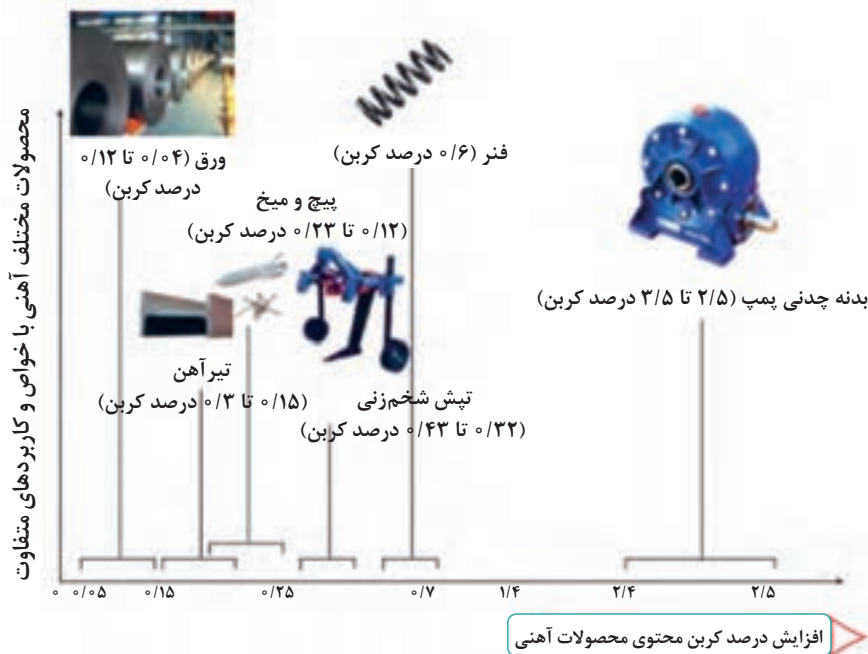 محصولات مختلف آهنی با خواص و کاربردهای متفاوت
ورق (۰/۰۴ تا ۰/۱۲
درصد کربن)
فنر (۰/۶ درصد کربن)
پیچ و میخ
(۰/۱۲ تا ۰/۲۳ درصد کربن)
بدنه چدنی پمپ (۲/۵ تا ۳/۵ درصد کربن)
تیرآهن
(۰/۱۵ تا ۰/۳ درصد کربن)
تپش شخم‌زنی
(۰/۳۲ تا ۰/۴۳ درصد کربن)
۰ ۰/۰۵ ۰/۱۵ ۰/۲۵ ۰/۷ ۱/۴ ۲/۴ ۲/۵
افزایش درصد کربن محتوی محصولات آهنی